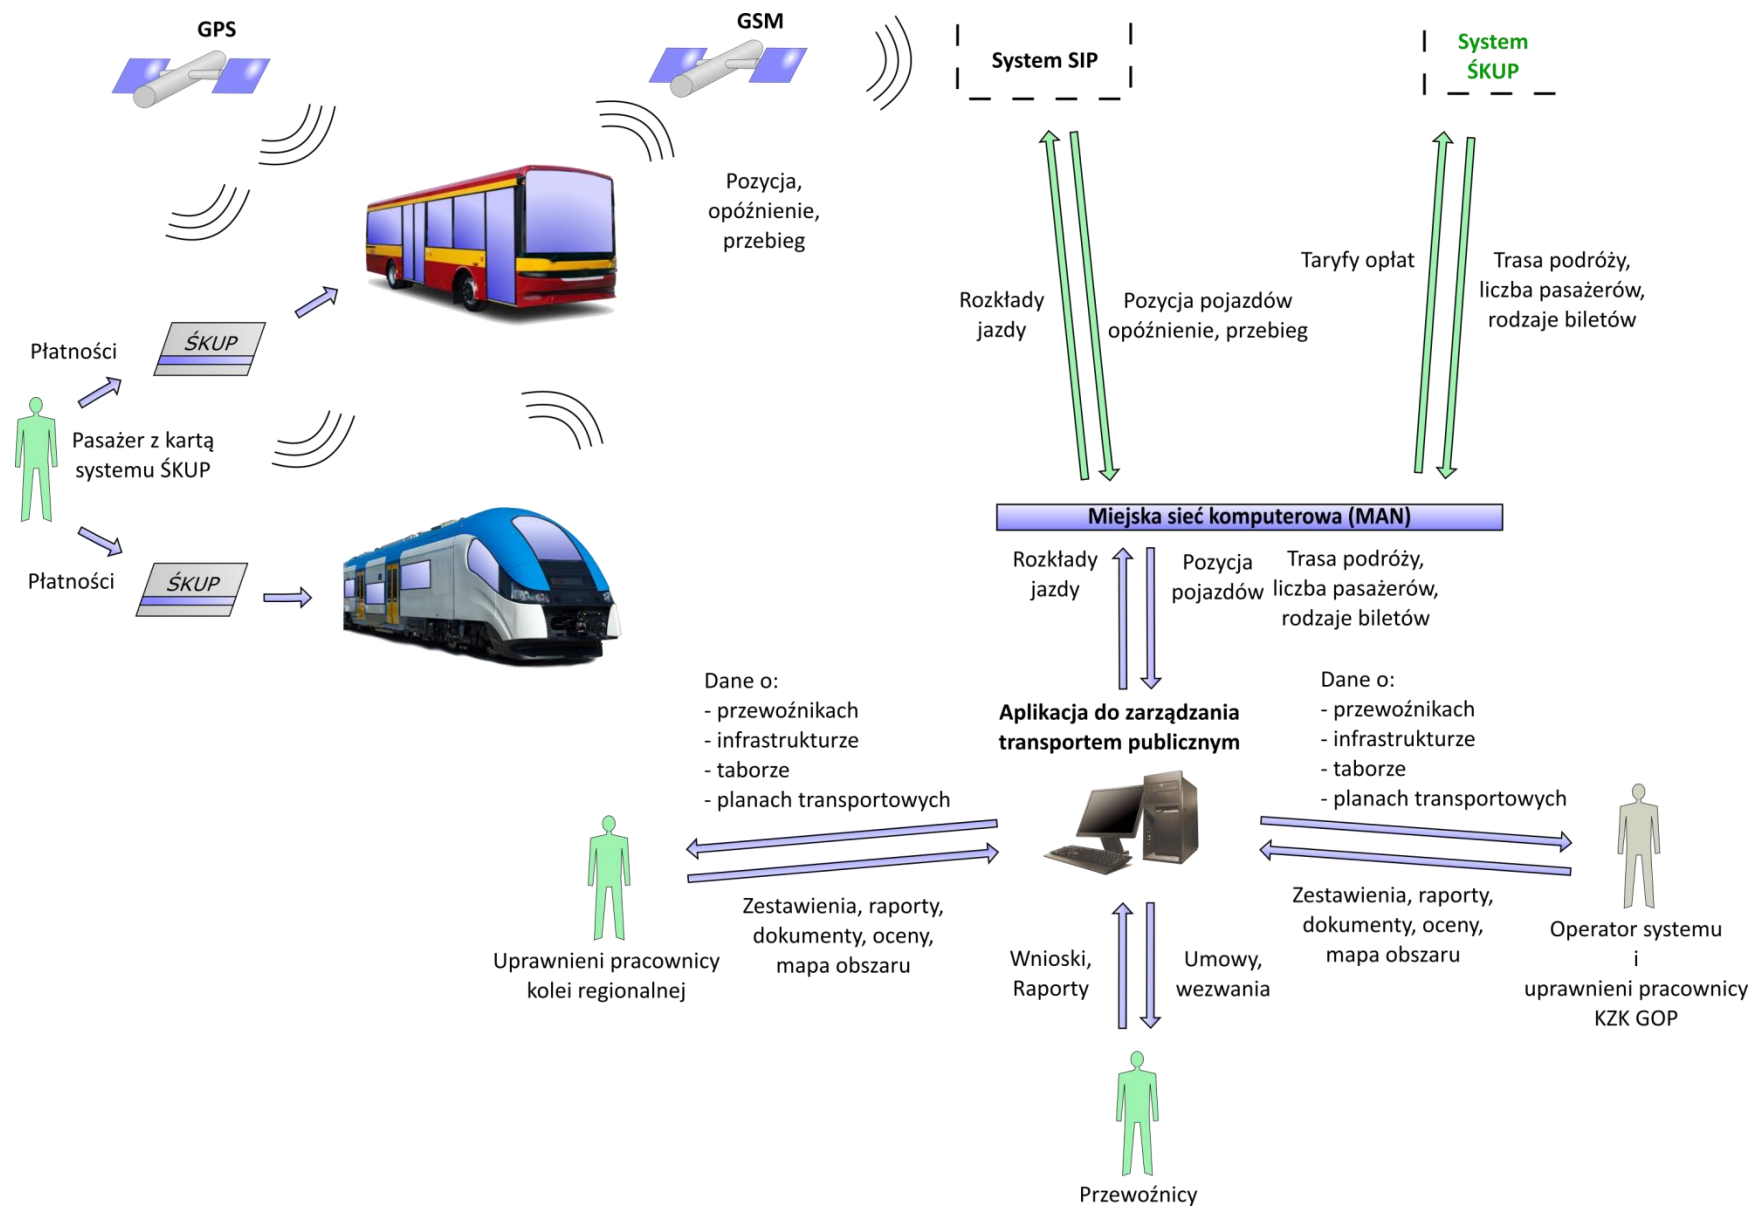 GPS
GSM
System SIP
System
ŚKUP
Pozycja,
opóźnienie,
przebieg
Taryfy opłat
Trasa podróży,
liczba pasażerów,
rodzaje biletów
Rozkłady
jazdy
Pozycja pojazdów
opóźnienie, przebieg
Płatności
ŚKUP
Pasażer z kartą
systemu ŚKUP
Płatności
ŚKUP
Miejska sieć komputerowa (MAN)
Rozkłady
jazdy
Pozycja
pojazdów
Trasa podróży,
liczba pasażerów,
rodzaje biletów
Dane o:
- przewoźnikach
- infrastrukturze
- taborze
- planach transportowych
Aplikacja do zarządzania
transportem publicznym
Dane o:
- przewoźnikach
- infrastrukturze
- taborze
- planach transportowych
Zestawienia, raporty,
dokumenty, oceny,
mapa obszaru
Uprawnieni pracownicy
kolei regionalnej
Wnioski,
Raporty
Umowy,
wezwania
Zestawienia, raporty,
dokumenty, oceny,
mapa obszaru
Operator systemu
i
uprawnieni pracownicy
KZK GOP
Przewoźnicy